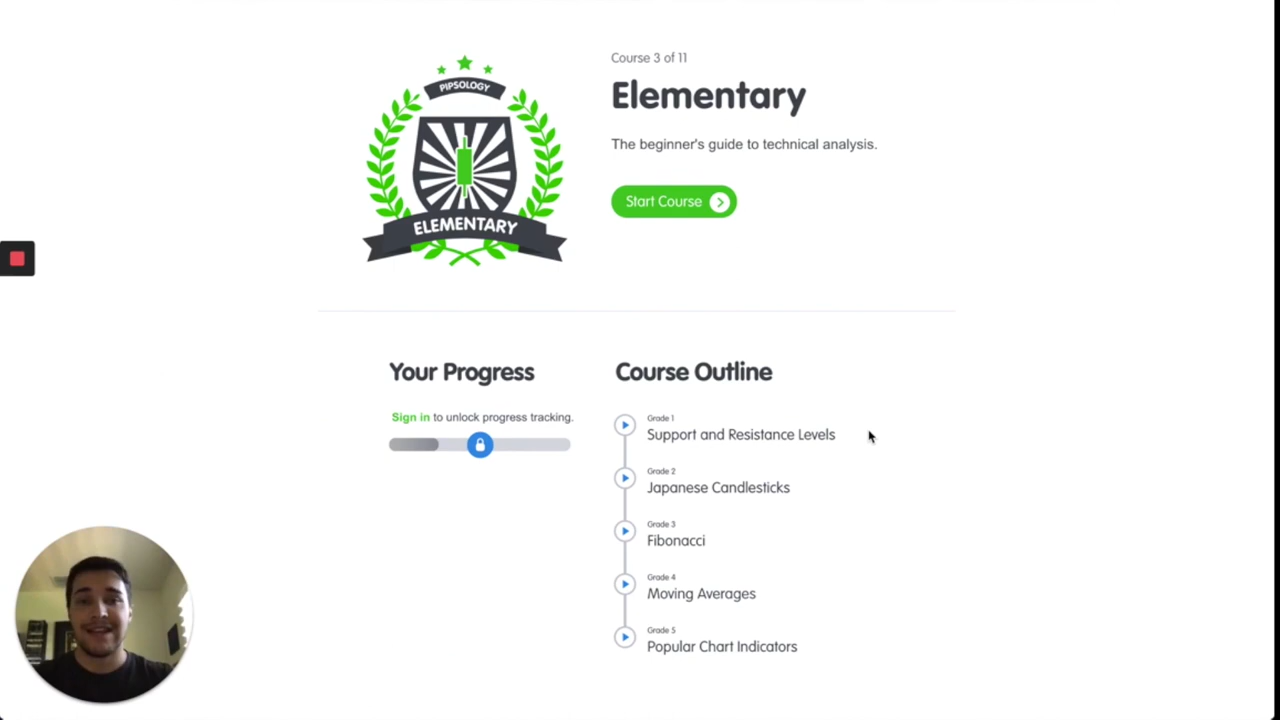 PIPSOLOGY
ELEMENTARY
Course 3 of 11
Elementary
The beginner's guide to technical analysis.
Start Course
Your Progress
Sign in to unlock progress tracking.
Course Outline
Grade 1
Support and Resistance Levels
Grade 2
Japanese Candlesticks
Grade 3
Fibonacci
Grade 4
Moving Averages
Grade 5
Popular Chart Indicators